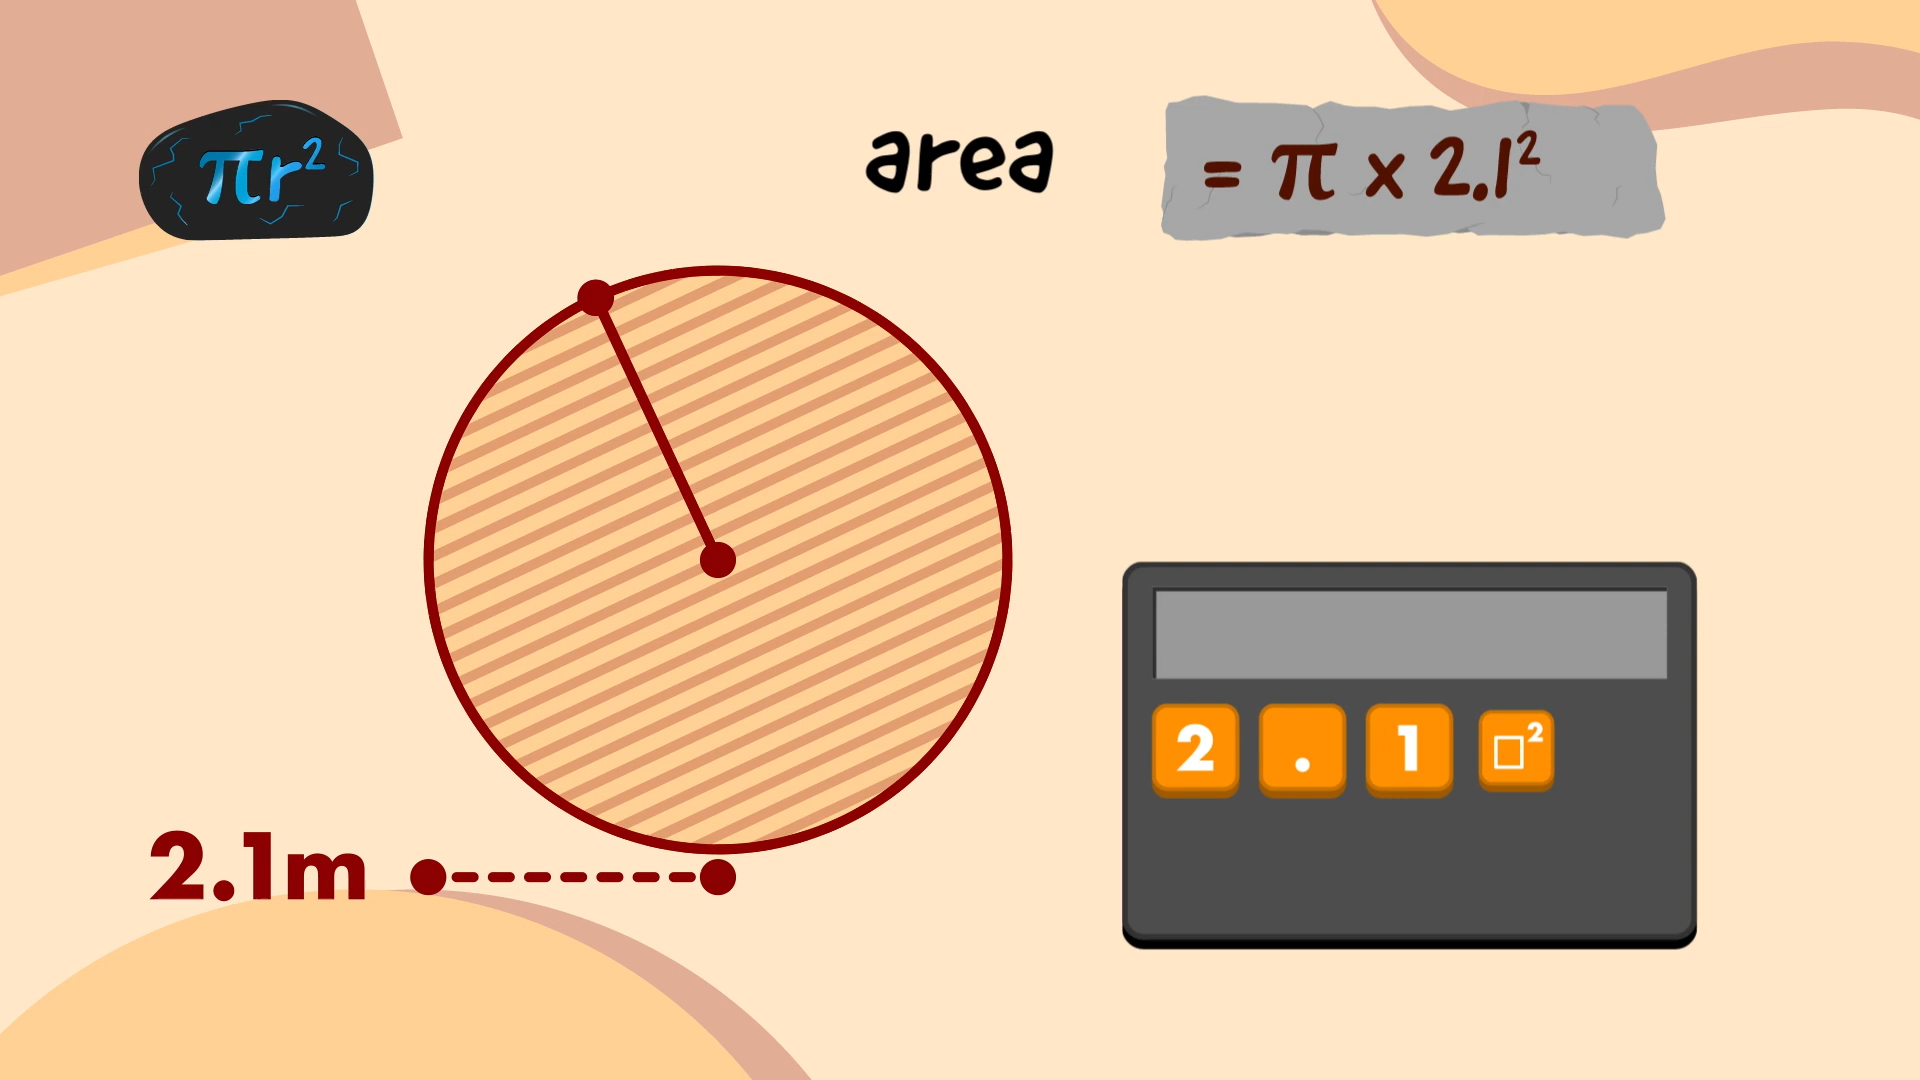 πr²
area = π x 2.1²
2.1m
2 . 1 □²